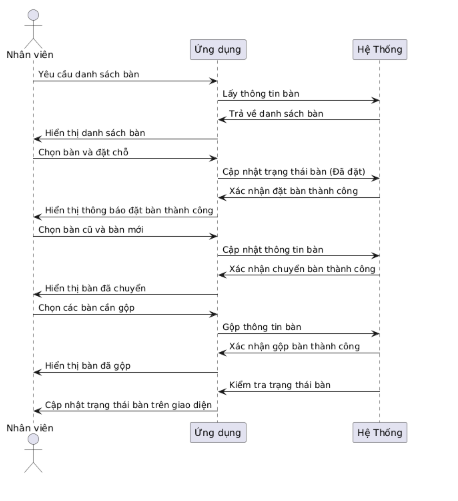 Nhân viên
Ứng dụng
Hệ Thống
Yêu cầu danh sách bàn
Lấy thông tin bàn
Trả về danh sách bàn
Hiển thị danh sách bàn
Chọn bàn và đặt chỗ
Cập nhật trạng thái bàn (Đã đặt)
Xác nhận đặt bàn thành công
Hiển thị thông báo đặt bàn thành công
Chọn bàn cũ và bàn mới
Cập nhật thông tin bàn
Xác nhận chuyển bàn thành công
Hiển thị bàn đã chuyển
Chọn các bàn cần gộp
Gộp thông tin bàn
Xác nhận gộp bàn thành công
Hiển thị bàn đã gộp
Kiểm tra trạng thái bàn
Cập nhật trạng thái bàn trên giao diện
Nhân viên
Ứng dụng
Hệ Thống